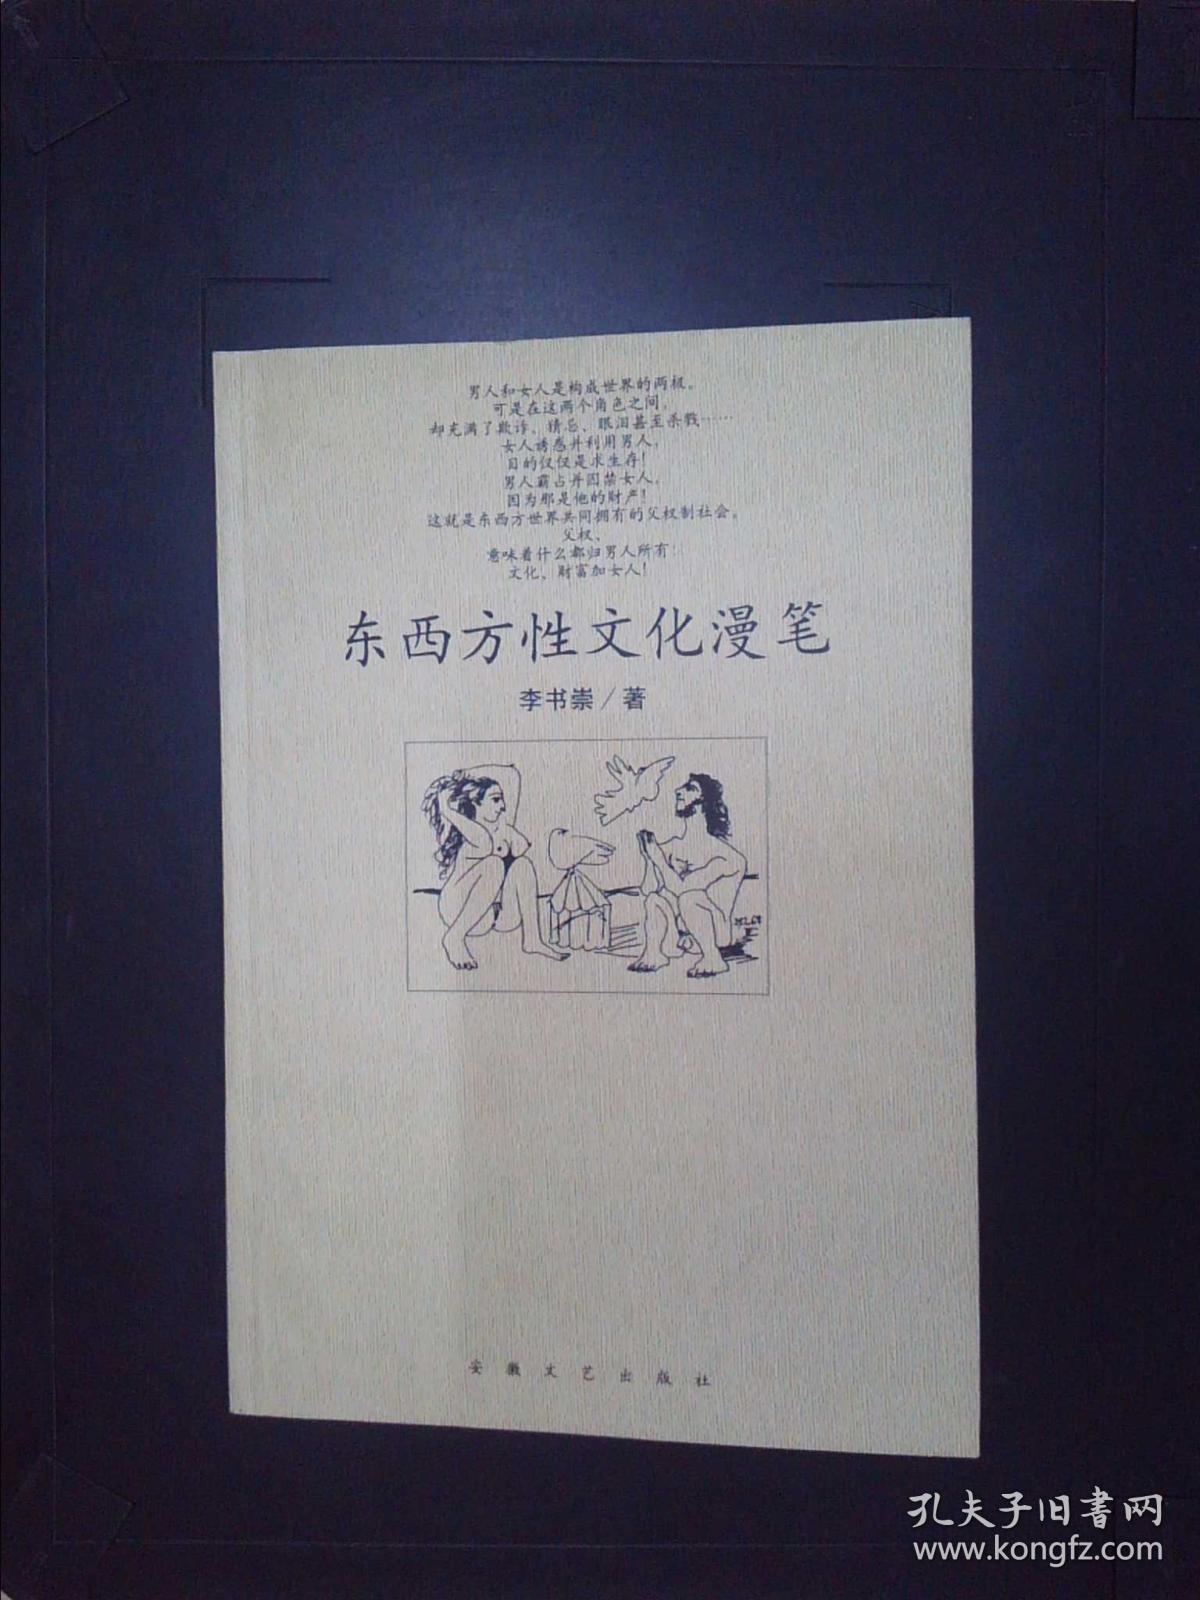 男人和女人是构成世界的两极。
可是在这两个角色之间，
却充满了欺诈、猜忌、眼泪甚至杀戮……
女人诱惑并利用男人，
目的仅仅是求生存！
男人霸占并囚禁女人，
因为那是他的财产！
这就是东西方世界共同拥有的父权制社会。
父权、
意味着什么都归男人所有：
文化、财富加女人！
东西方性文化漫笔
李书崇/著
安徽文艺出版社
孔夫子旧書网
www.kongfz.com